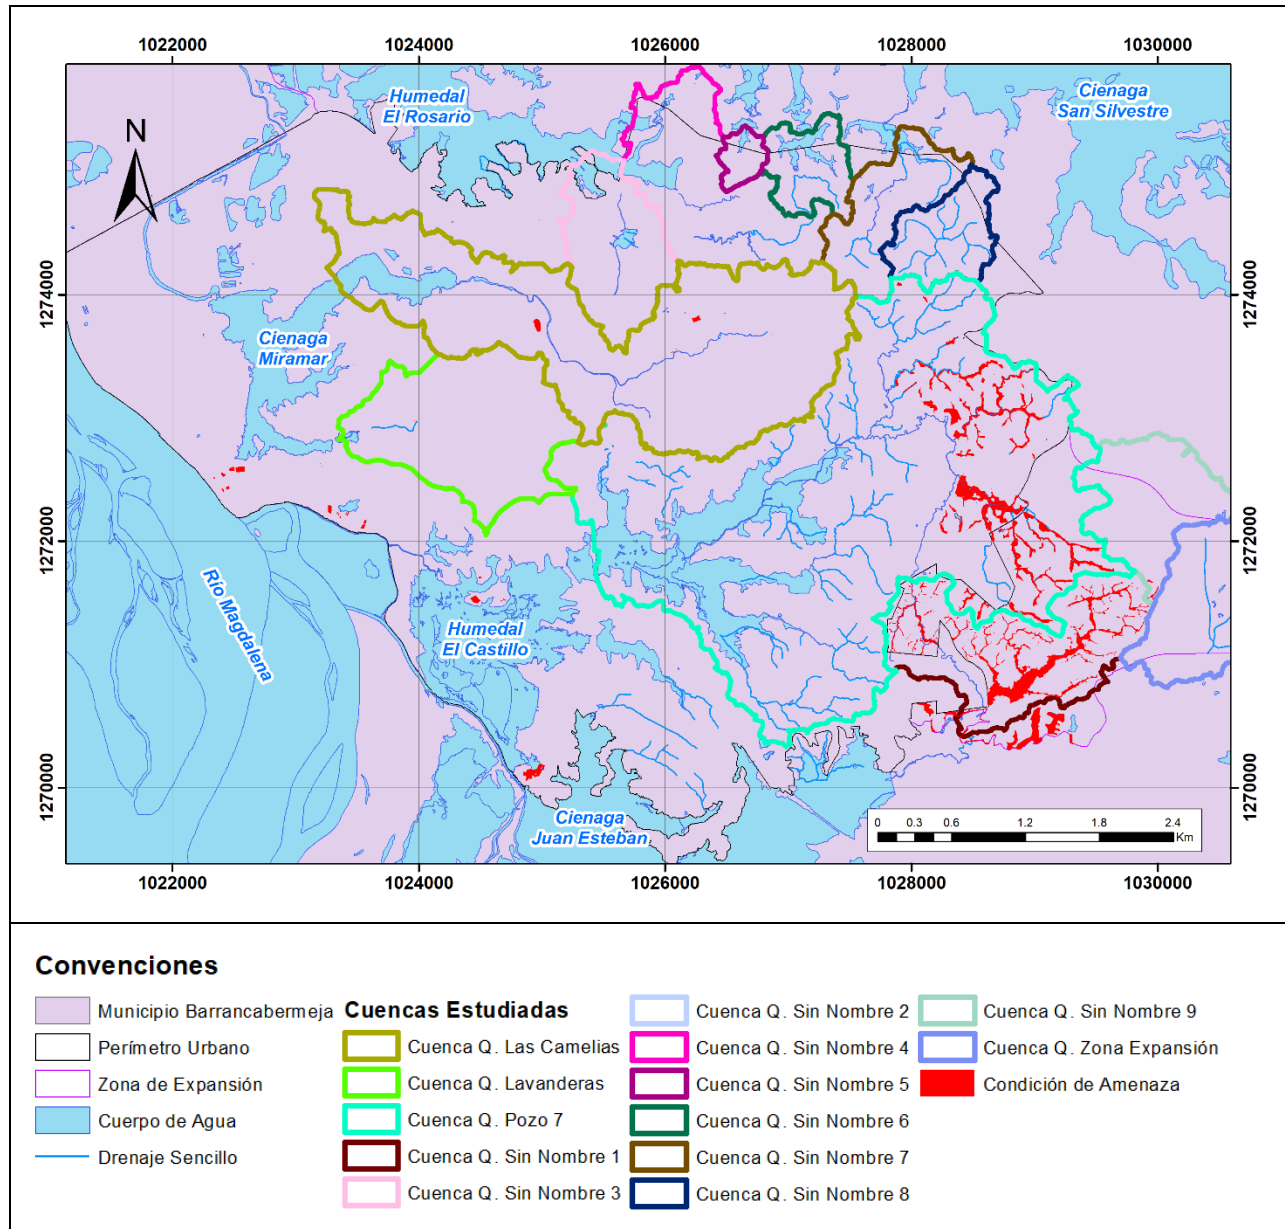 1022000 1024000 1026000 1028000 1030000
Humedal
El Rosario
Cienaga
San Silvestre
N
1274000
1274000
Cienaga
Miramar
1272000
1272000
Río Magdalena
Humedal
El Castillo
1270000
1270000
Cienaga
Juan Esteban
0 0.3 0.6 1.2 1.8 2.4
Km
1022000 1024000 1026000 1028000 1030000
Convenciones
Municipio Barrancabermeja
Perímetro Urbano
Zona de Expansión
Cuerpo de Agua
Drenaje Sencillo
Cuencas Estudiadas
Cuenca Q. Las Camelias
Cuenca Q. Lavanderas
Cuenca Q. Pozo 7
Cuenca Q. Sin Nombre 1
Cuenca Q. Sin Nombre 3
Cuenca Q. Sin Nombre 2
Cuenca Q. Sin Nombre 4
Cuenca Q. Sin Nombre 5
Cuenca Q. Sin Nombre 6
Cuenca Q. Sin Nombre 7
Cuenca Q. Sin Nombre 8
Cuenca Q. Sin Nombre 9
Cuenca Q. Zona Expansión
Condición de Amenaza